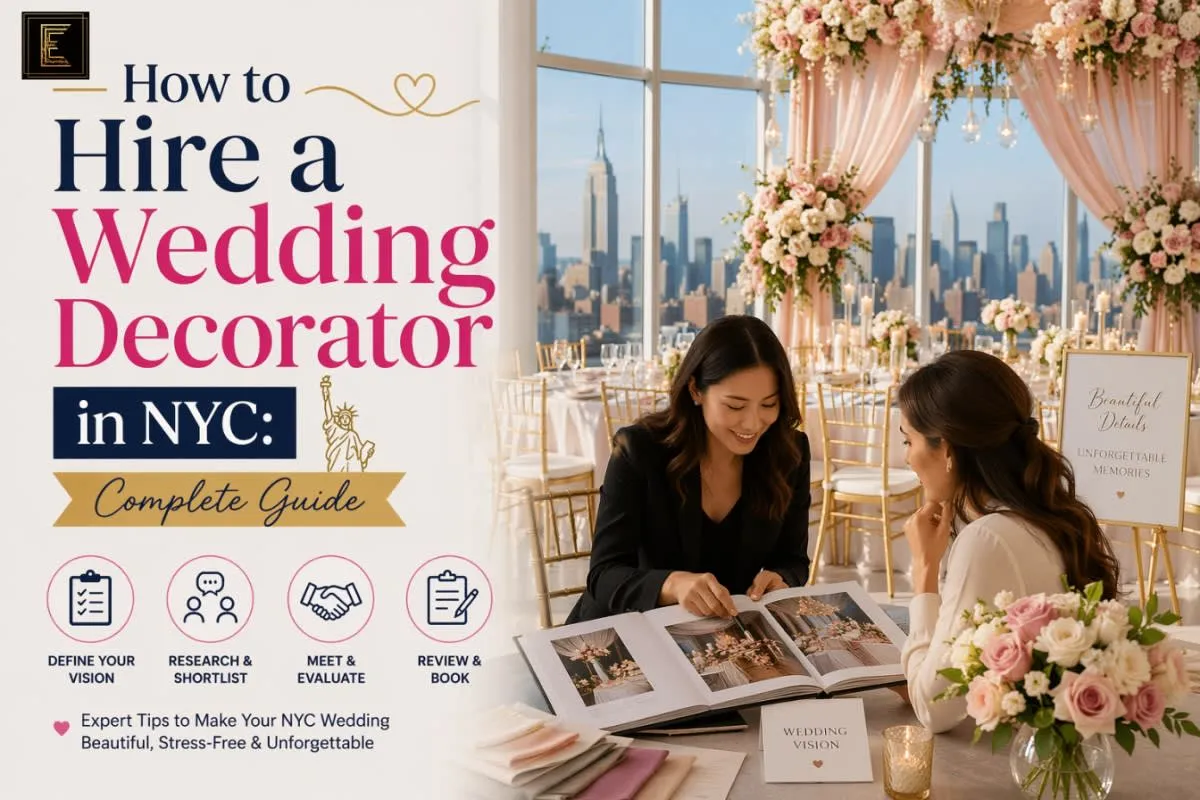 How to
Hire a
Wedding
Decorator
in NYC:
Complete Guide
DEFINE YOUR
VISION
RESEARCH &
SHORTLIST
MEET &
EVALUATE
REVIEW &
BOOK
Expert Tips to Make Your NYC Wedding
Beautiful, Stress-Free & Unforgettable
Beautiful
Details
UNFORGETTABLE
MEMORIES
WEDDING
VISION